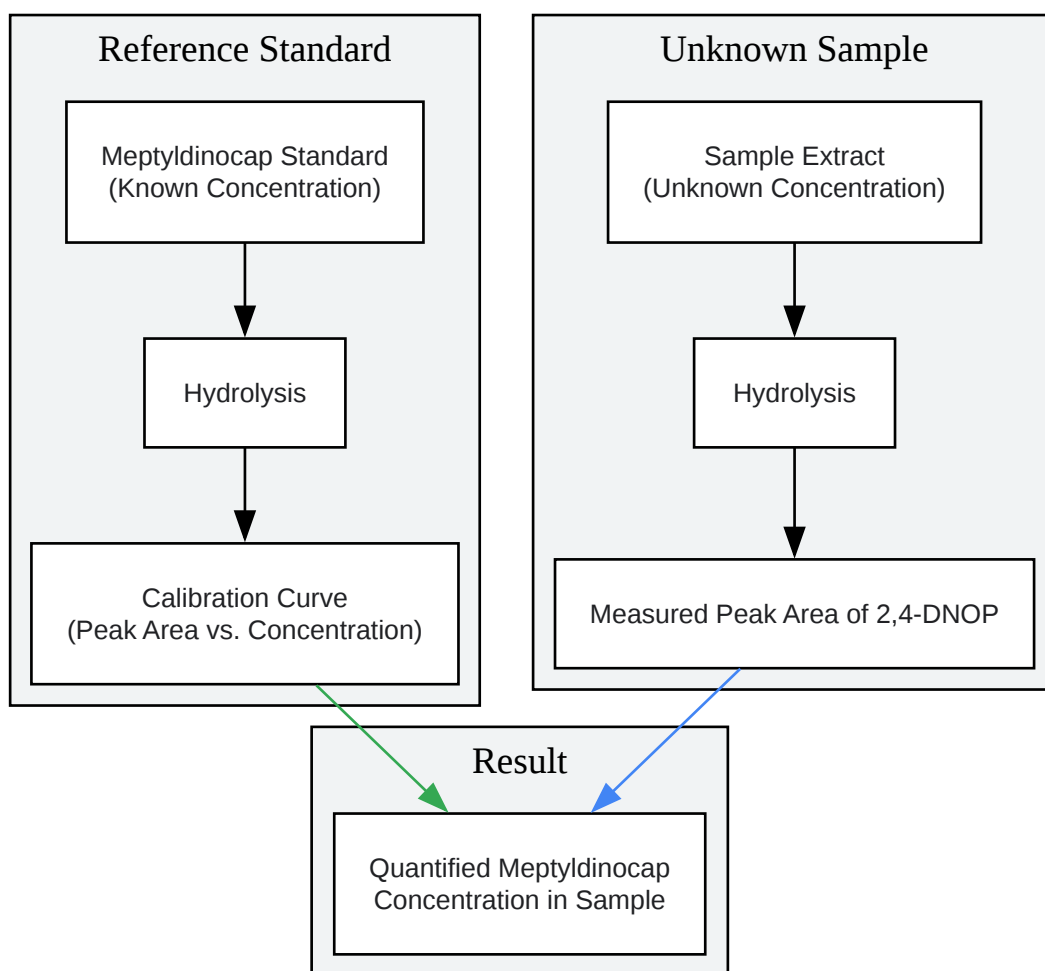 Reference Standard
Meptyldinocap Standard
(Known Concentration)
Hydrolysis
Calibration Curve
(Peak Area vs. Concentration)
Unknown Sample
Sample Extract
(Unknown Concentration)
Hydrolysis
Measured Peak Area of 2,4-DNOP
Result
Quantified Meptyldinocap
Concentration in Sample